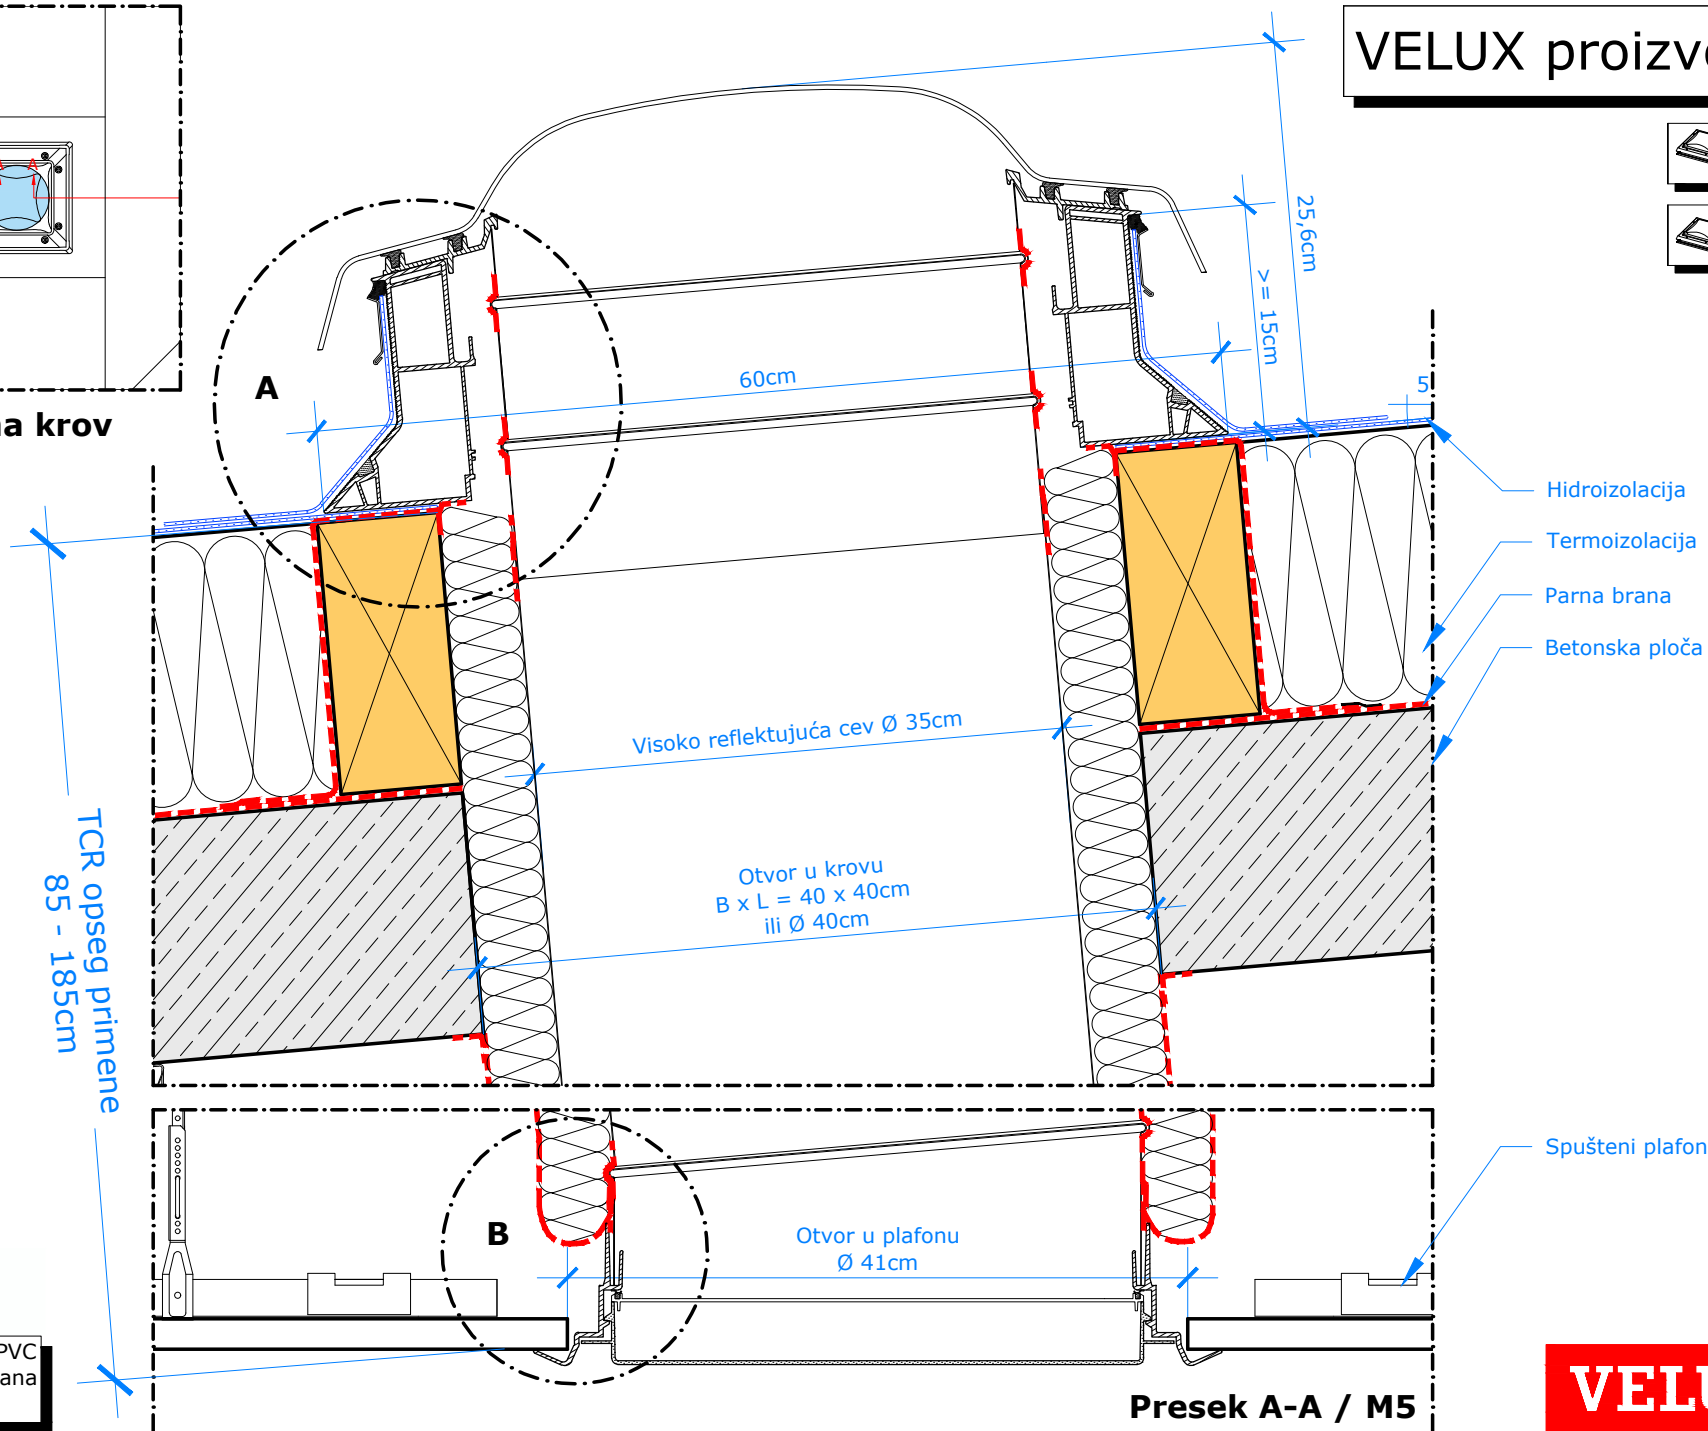 VELUX proizv
A A
na krov
A
60cm
25,6cm
>= 15cm
5
Hidroizolacija
Termoizolacija
Parna brana
Betonska ploča
Visoko reflektujuća cev Ø 35cm
Otvor u krovu
B x L = 40 x 40cm
ili Ø 40cm
TCR opseg primene
85 - 185cm
Spušteni plafon
B
Otvor u plafonu
Ø 41cm
PVC
ana
Presek A-A / M5
VELU